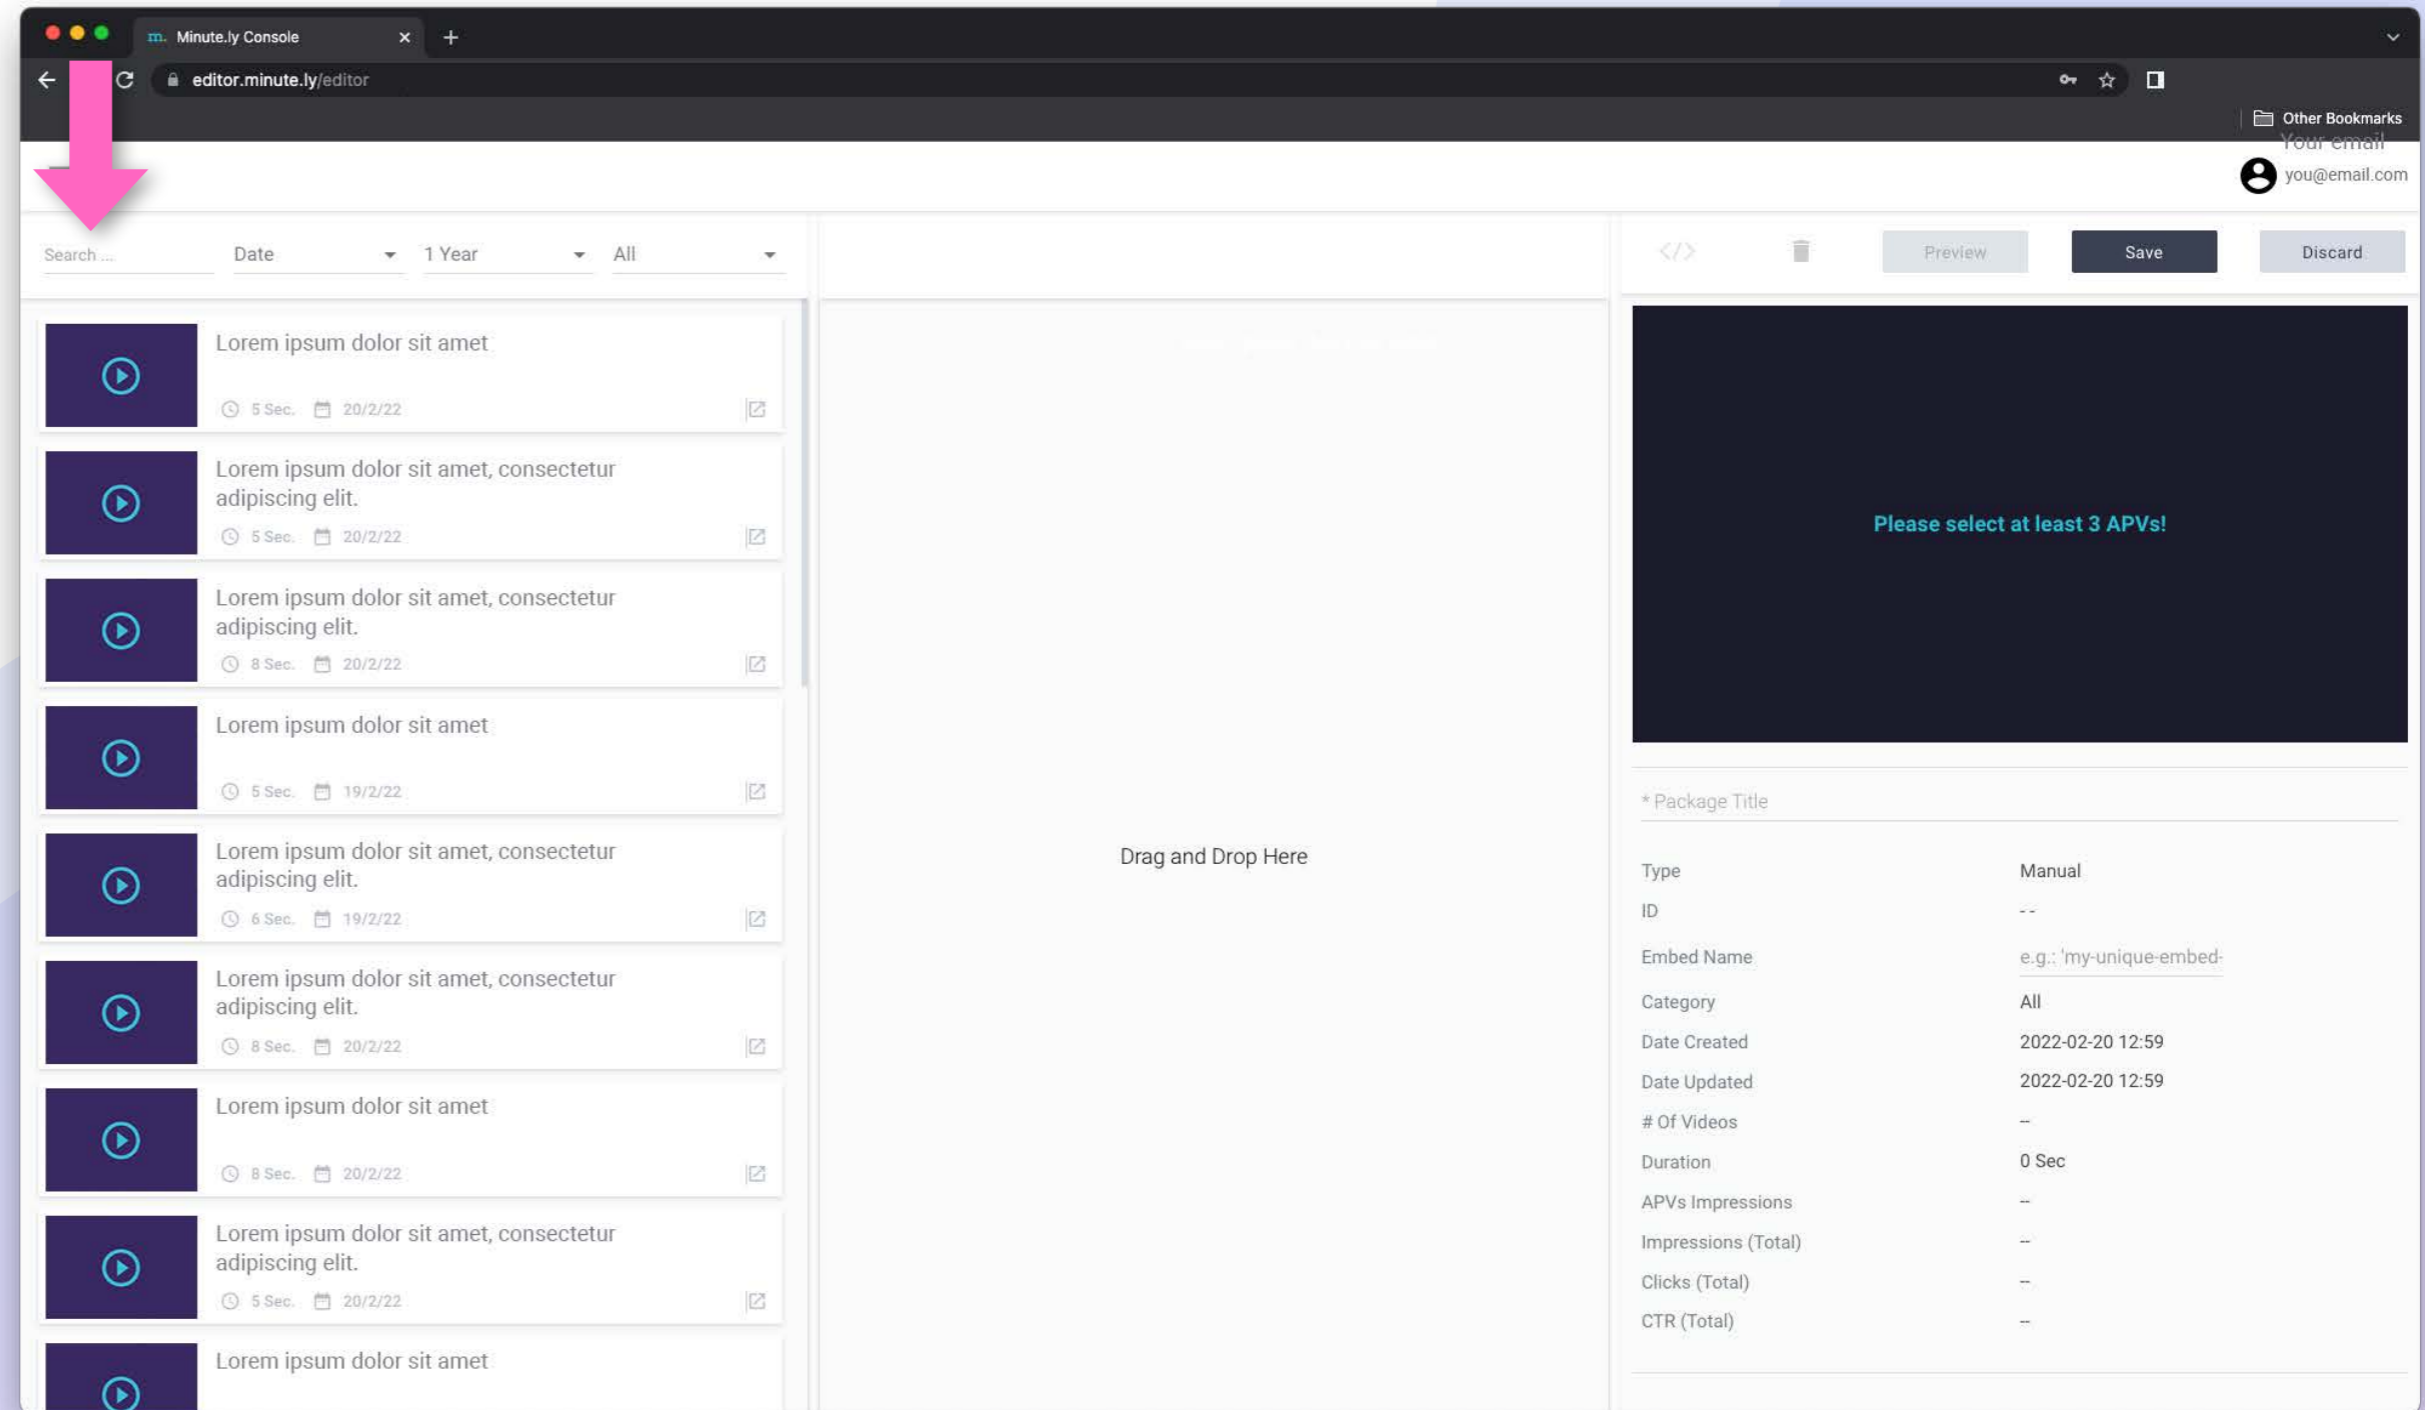 m. Minute.ly Console
editor.minute.ly/editor
Other Bookmarks
Your email
you@email.com
Search ...
Date
1 Year
All
Preview
Save
Discard
Lorem ipsum dolor sit amet
5 Sec. 20/2/22
Lorem ipsum dolor sit amet, consectetur
adipiscing elit.
5 Sec. 20/2/22
Lorem ipsum dolor sit amet, consectetur
adipiscing elit.
8 Sec. 20/2/22
Lorem ipsum dolor sit amet
5 Sec. 19/2/22
Lorem ipsum dolor sit amet, consectetur
adipiscing elit.
6 Sec. 19/2/22
Lorem ipsum dolor sit amet, consectetur
adipiscing elit.
8 Sec. 20/2/22
Lorem ipsum dolor sit amet
8 Sec. 20/2/22
Lorem ipsum dolor sit amet, consectetur
adipiscing elit.
5 Sec. 20/2/22
Lorem ipsum dolor sit amet
Drag and Drop Here
Please select at least 3 APVs!
* Package Title
Type Manual
ID - -
Embed Name e.g.: 'my-unique-embed-
Category All
Date Created 2022-02-20 12:59
Date Updated 2022-02-20 12:59
# Of Videos --
Duration 0 Sec
APVs Impressions --
Impressions (Total) --
Clicks (Total) --
CTR (Total) --